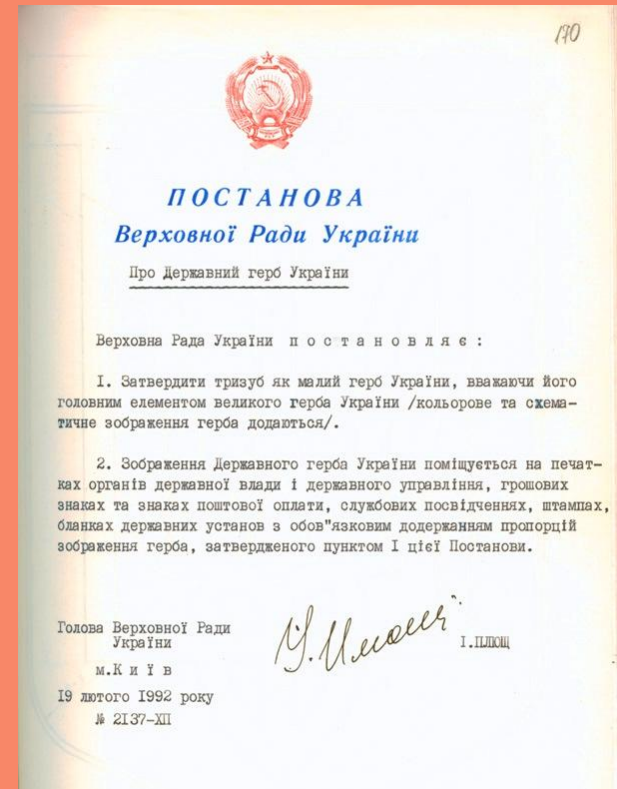 170
ПОСТАНОВА
Верховної Ради України
Про Державний герб України
Верховна Рада України п о с т а н о в л я є :
I. Затвердити тризуб як малий герб України, вважаючи його
головним елементом великого герба України /кольорове та схема-
тичне зображення герба додаються/.
2. Зображення Державного герба України поміщується на печат-
ках органів державної влади і державного управління, грошових
знаках та знаках поштової оплати, службових посвідченнях, штампах,
бланках державних установ з обов"язковим додержанням пропорцій
зображення герба, затвердженого пунктом I цієї Постанови.
Голова Верховної Ради
України
І.ПЛЮЩ
м.К и ї в
19 лютого 1992 року
№ 2137-XII